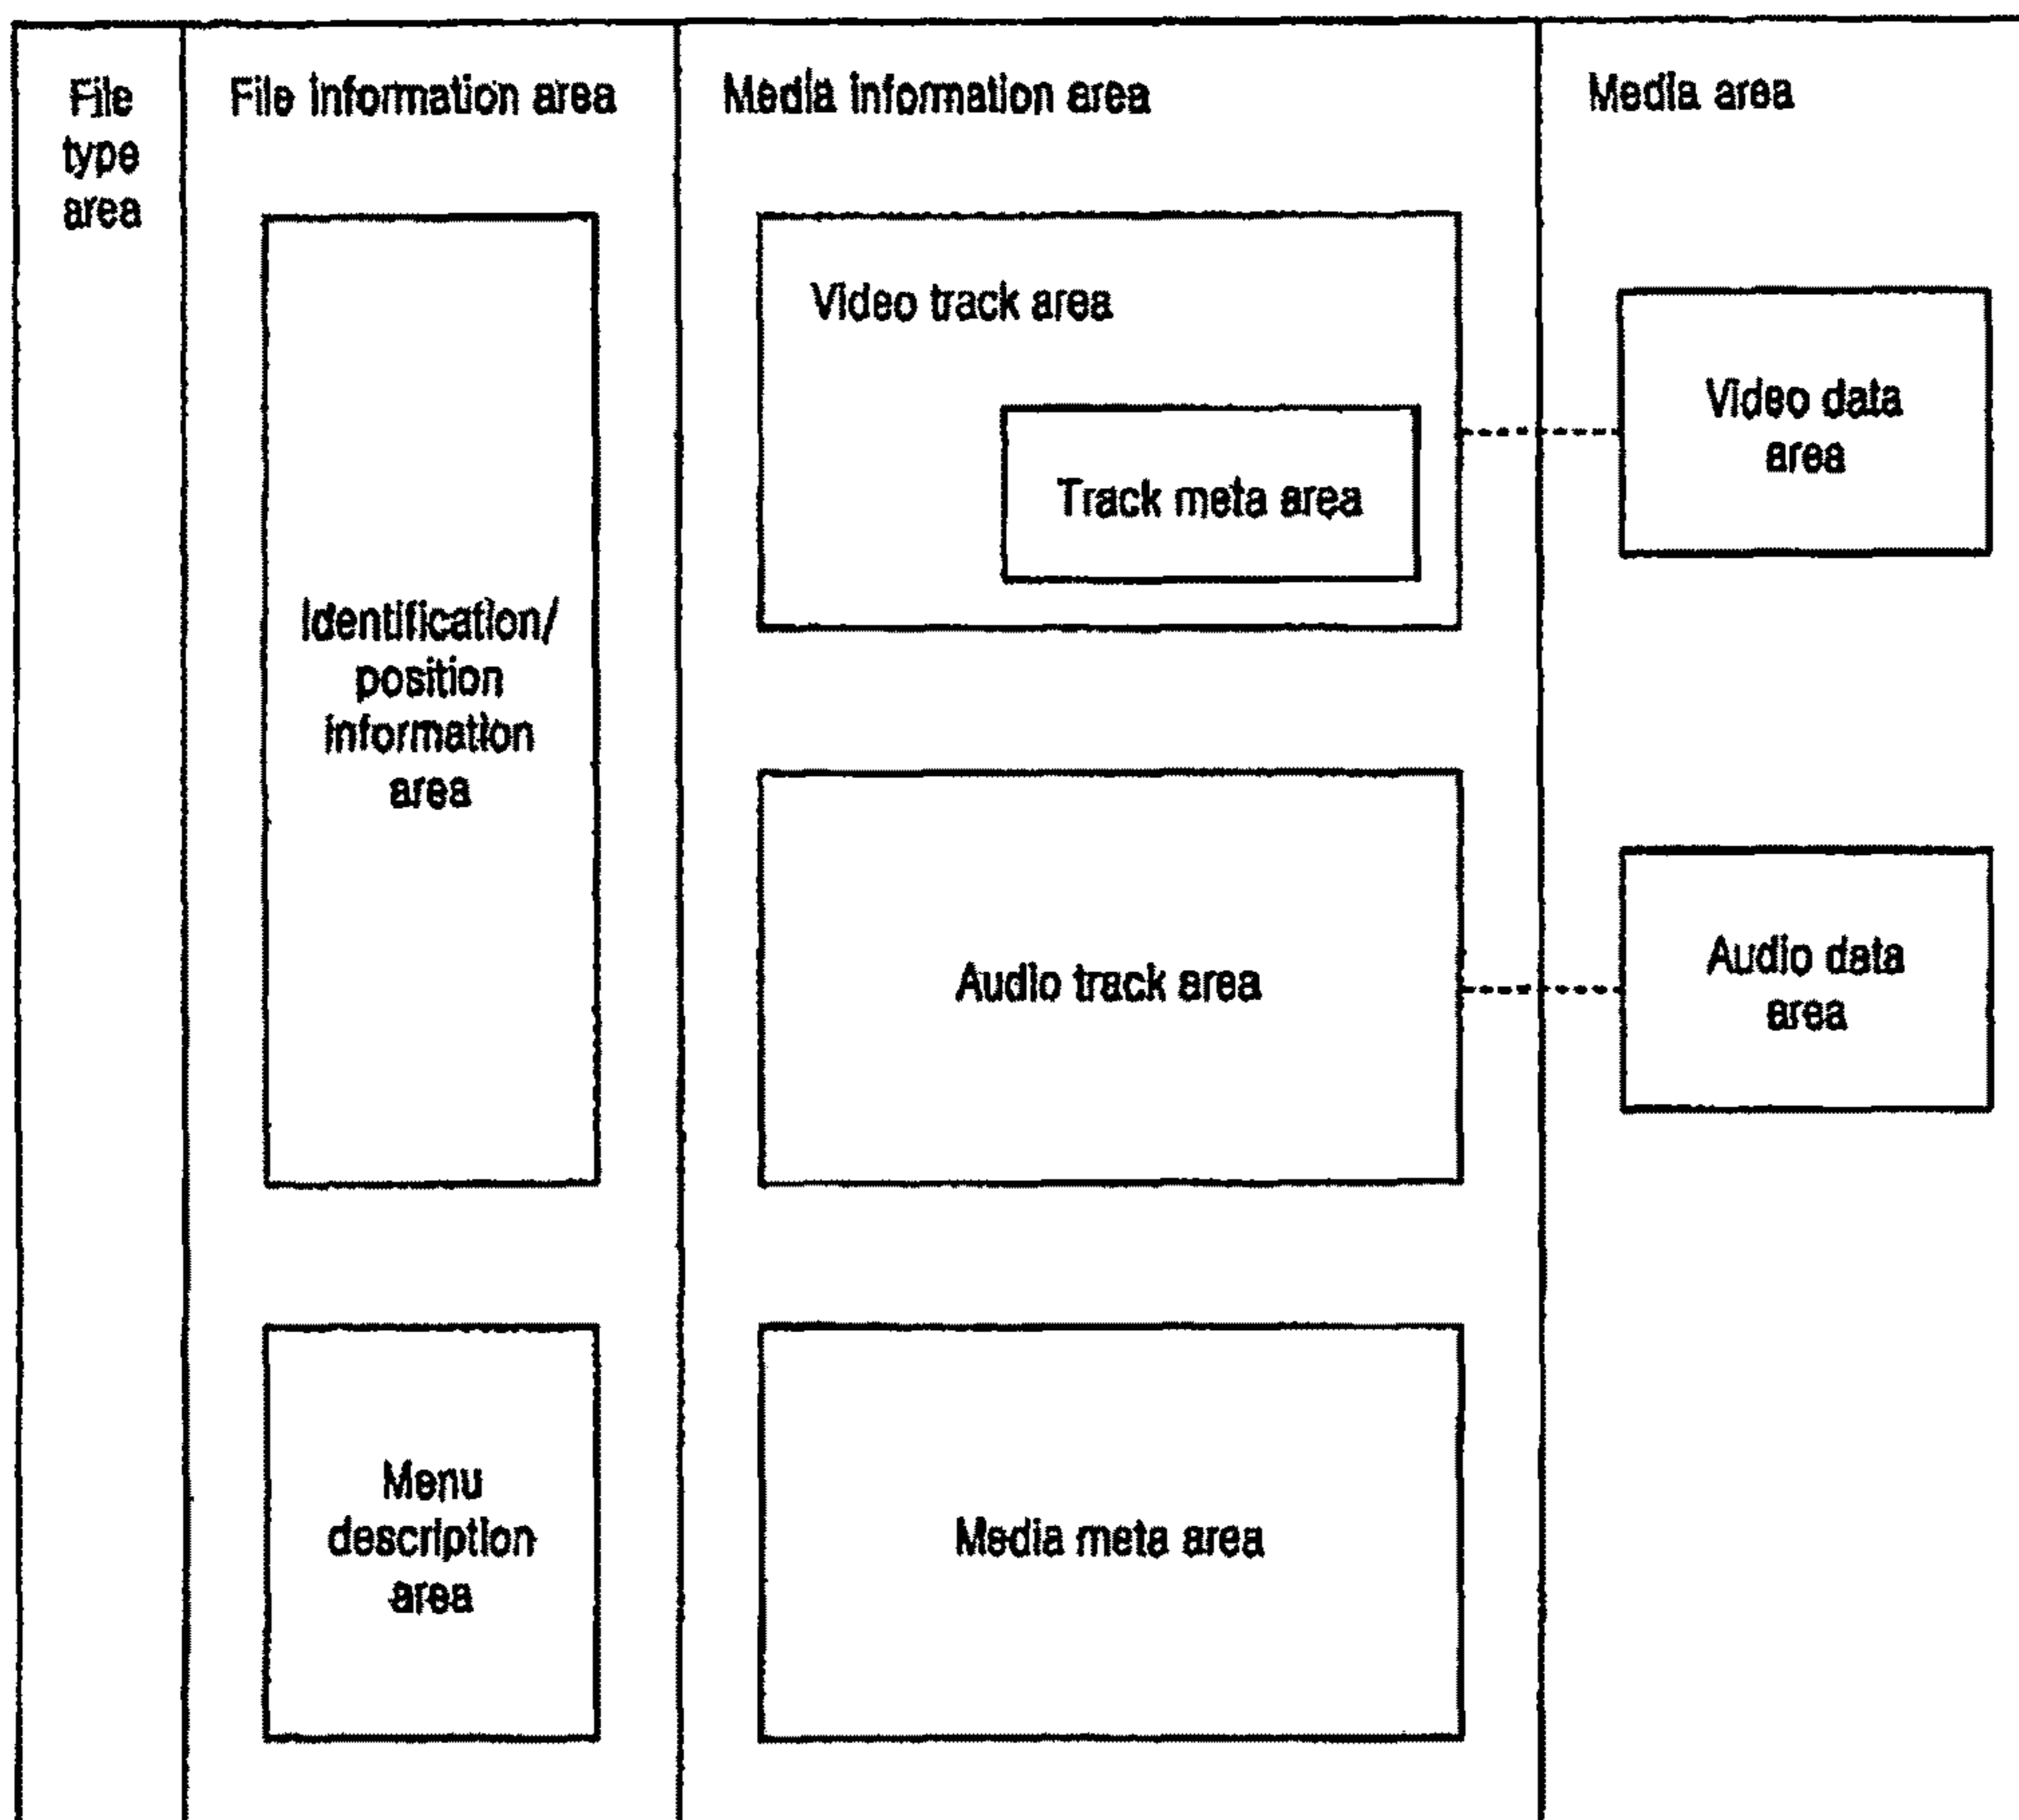 File
type
area
File information area
Identification/
position
information
area
Menu
description
area
Media information area
Video track area
Track meta area
Audio track area
Media meta area
Media area
Video data
area
Audio data
area